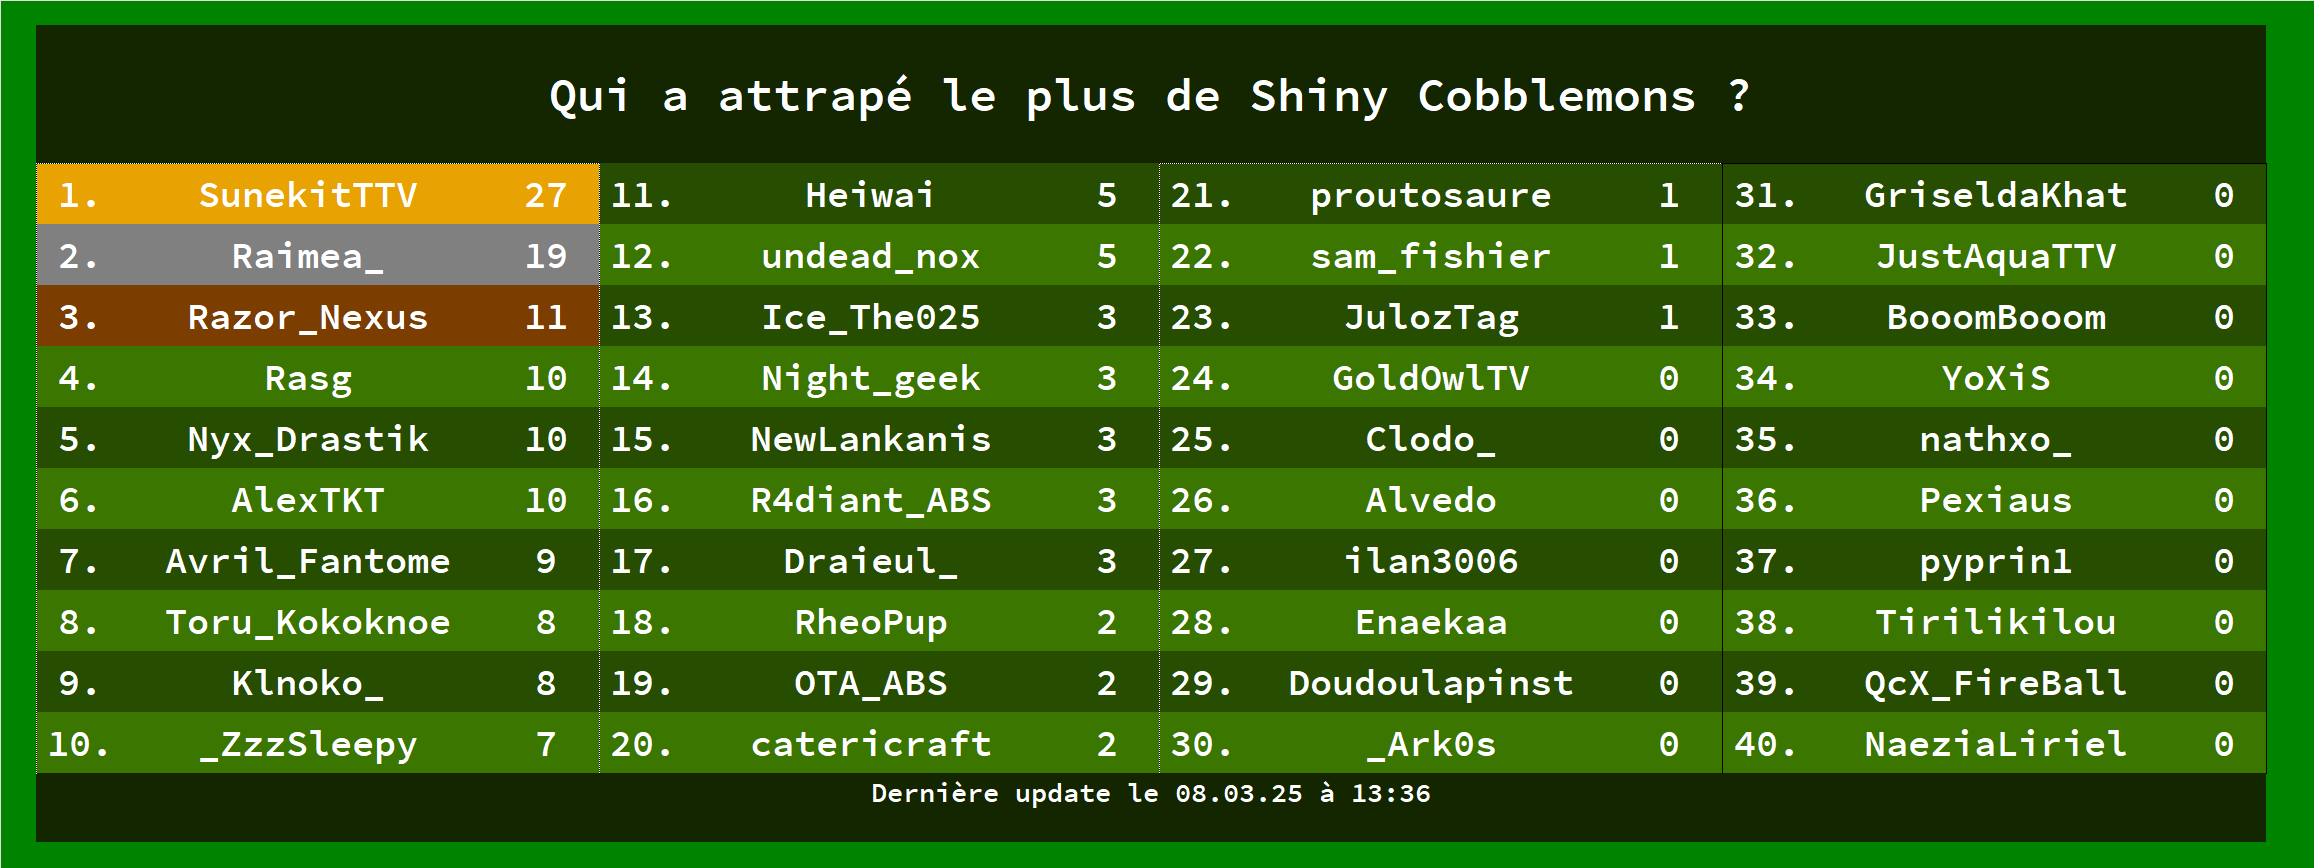 Qui a attrapé le plus de Shiny Cobblemons ?
1. SunekitTTV 27 11. Heiwai 5 21. proutosaure 1 31. GriseldaKhat 0
2. Raimea_ 19 12. undead_nox 5 22. sam_fishier 1 32. JustAquaTTV 0
3. Razor_Nexus 11 13. Ice_The025 3 23. JulozTag 1 33. BooomBooom 0
4. Rasg 10 14. Night_geek 3 24. GoldOwlTV 0 34. YoXiS 0
5. Nyx_Drastik 10 15. NewLankanis 3 25. Clodo_ 0 35. nathxo_ 0
6. AlexTKT 10 16. R4diant_ABS 3 26. Alvedo 0 36. Pexiaus 0
7. Avril_Fantome 9 17. Draieul_ 3 27. ilan3006 0 37. pyprin1 0
8. Toru_Kokoknoe 8 18. RheoPup 2 28. Enaekaa 0 38. Tirilikilou 0
9. Klnoko_ 8 19. OTA_ABS 2 29. Doudoulapinst 0 39. QcX_FireBall 0
10. _ZzzSleepy 7 20. catericraft 2 30. _Ark0s 0 40. NaeziaLiriel 0
Dernière update le 08.03.25 à 13:36